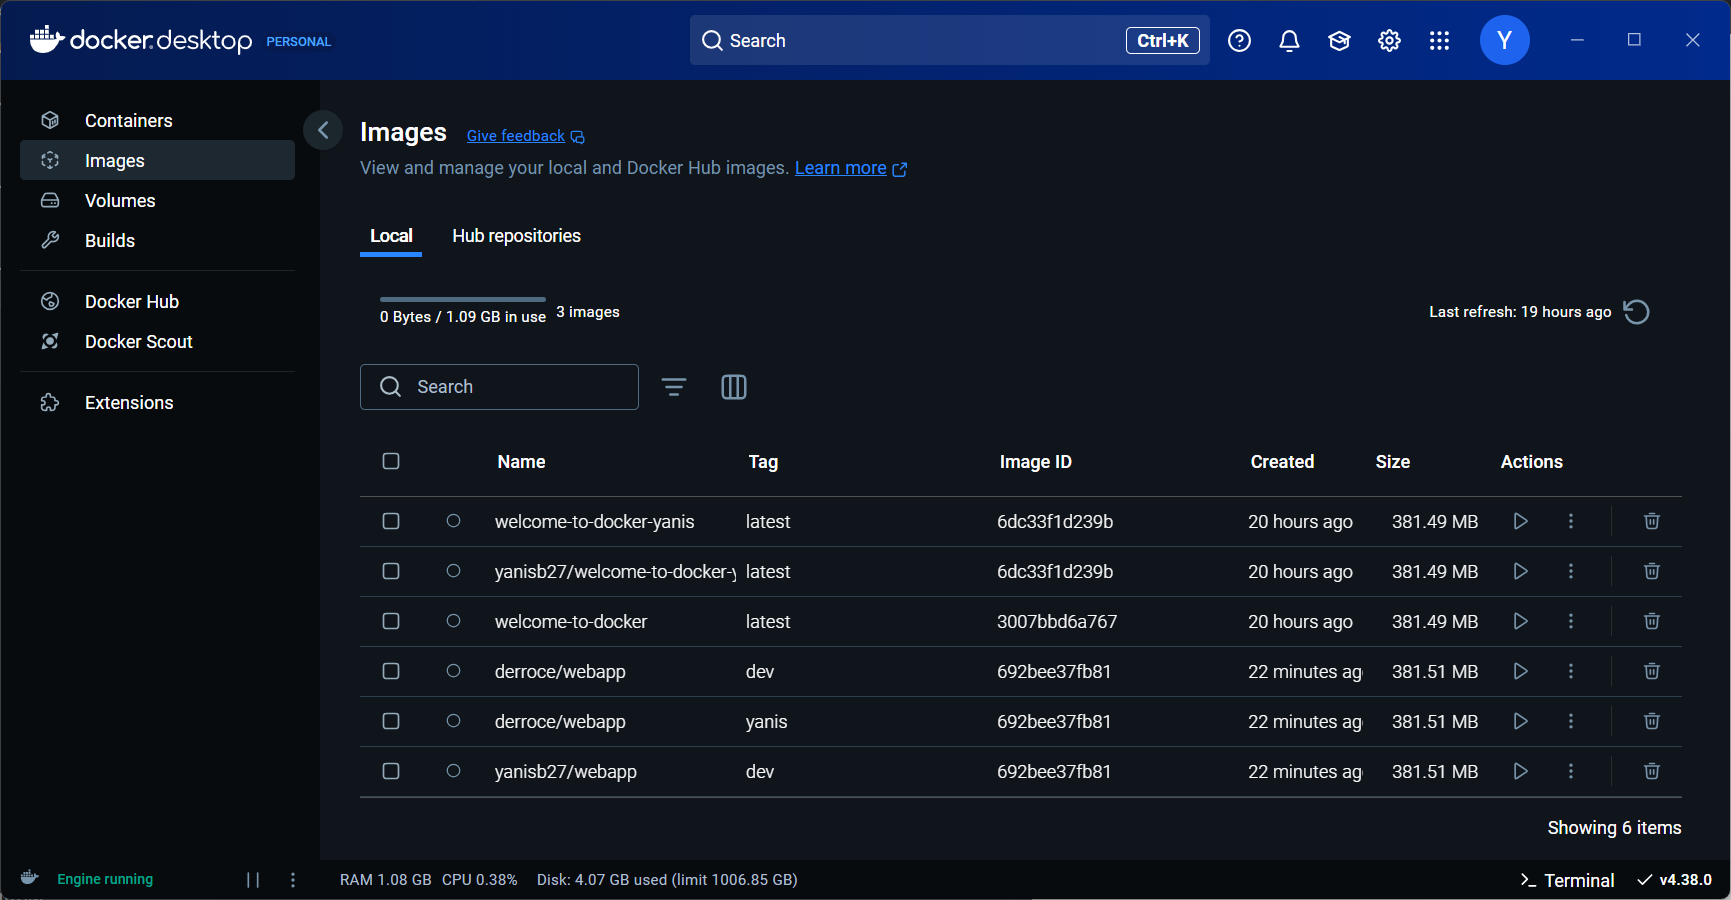 docker.desktop PERSONAL Search Ctrl+K Y
Containers
Images
Volumes
Builds
Docker Hub
Docker Scout
Extensions
Images Give feedback
View and manage your local and Docker Hub images. Learn more
Local Hub repositories
0 Bytes / 1.09 GB in use 3 images Last refresh: 19 hours ago
Search
Name Tag Image ID Created Size Actions
welcome-to-docker-yanis latest 6dc33f1d239b 20 hours ago 381.49 MB
yanisb27/welcome-to-docker-y latest 6dc33f1d239b 20 hours ago 381.49 MB
welcome-to-docker latest 3007bbd6a767 20 hours ago 381.49 MB
derroce/webapp dev 692bee37fb81 22 minutes ag 381.51 MB
derroce/webapp yanis 692bee37fb81 22 minutes ag 381.51 MB
yanisb27/webapp dev 692bee37fb81 22 minutes ag 381.51 MB
Showing 6 items
Engine running RAM 1.08 GB CPU 0.38% Disk: 4.07 GB used (limit 1006.85 GB) Terminal v4.38.0